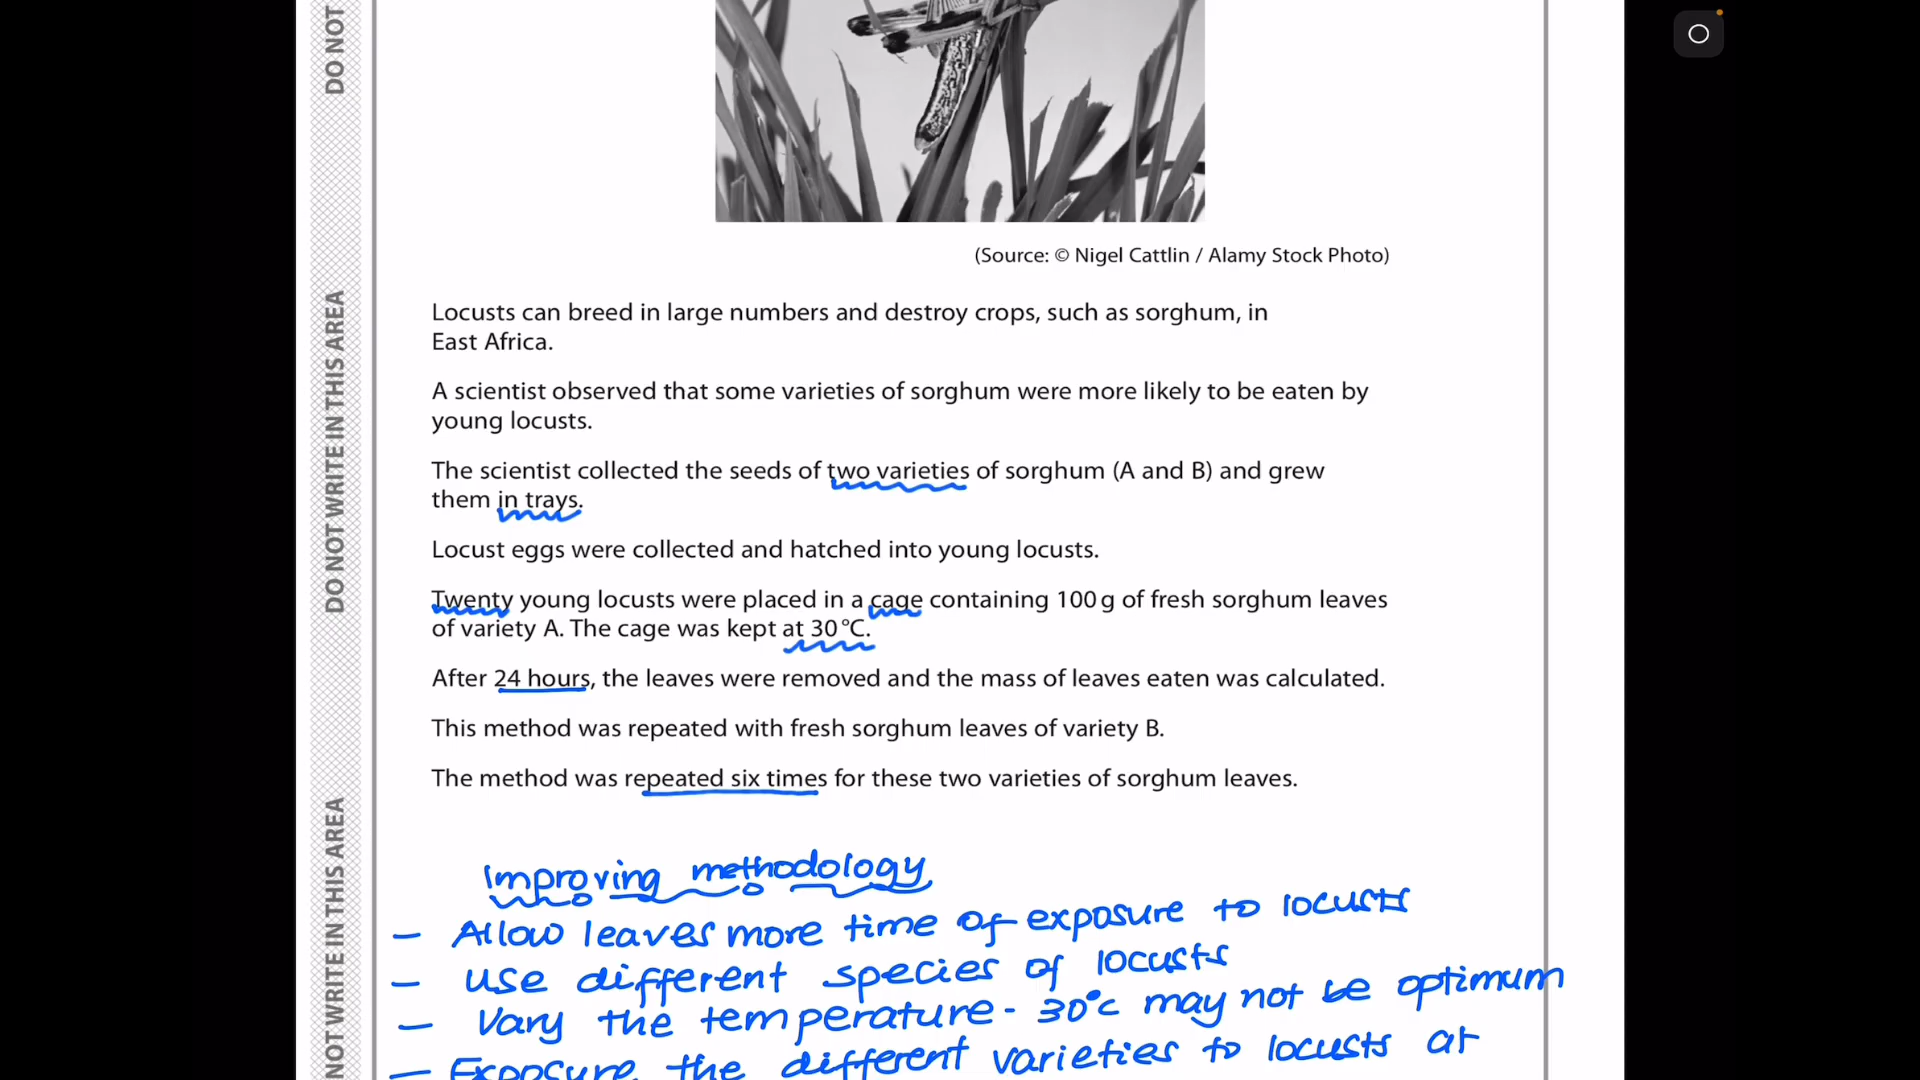 DO NOT
(Source: © Nigel Cattlin / Alamy Stock Photo)
Locusts can breed in large numbers and destroy crops, such as sorghum, in
East Africa.
A scientist observed that some varieties of sorghum were more likely to be eaten by
young locusts.
The scientist collected the seeds of two varieties of sorghum (A and B) and grew
them in trays.
Locust eggs were collected and hatched into young locusts.
Twenty young locusts were placed in a cage containing 100 g of fresh sorghum leaves
of variety A. The cage was kept at 30 °C.
After 24 hours, the leaves were removed and the mass of leaves eaten was calculated.
This method was repeated with fresh sorghum leaves of variety B.
The method was repeated six times for these two varieties of sorghum leaves.
DO NOT WRITE IN THIS AREA
Improving methodology
- Allow leaves more time of exposure to locusts
- Use different species of locusts
- Vary the temperature - 30°C may not be optimum
- Exposure the different varieties to locusts at
NOT WRITE IN THIS AREA